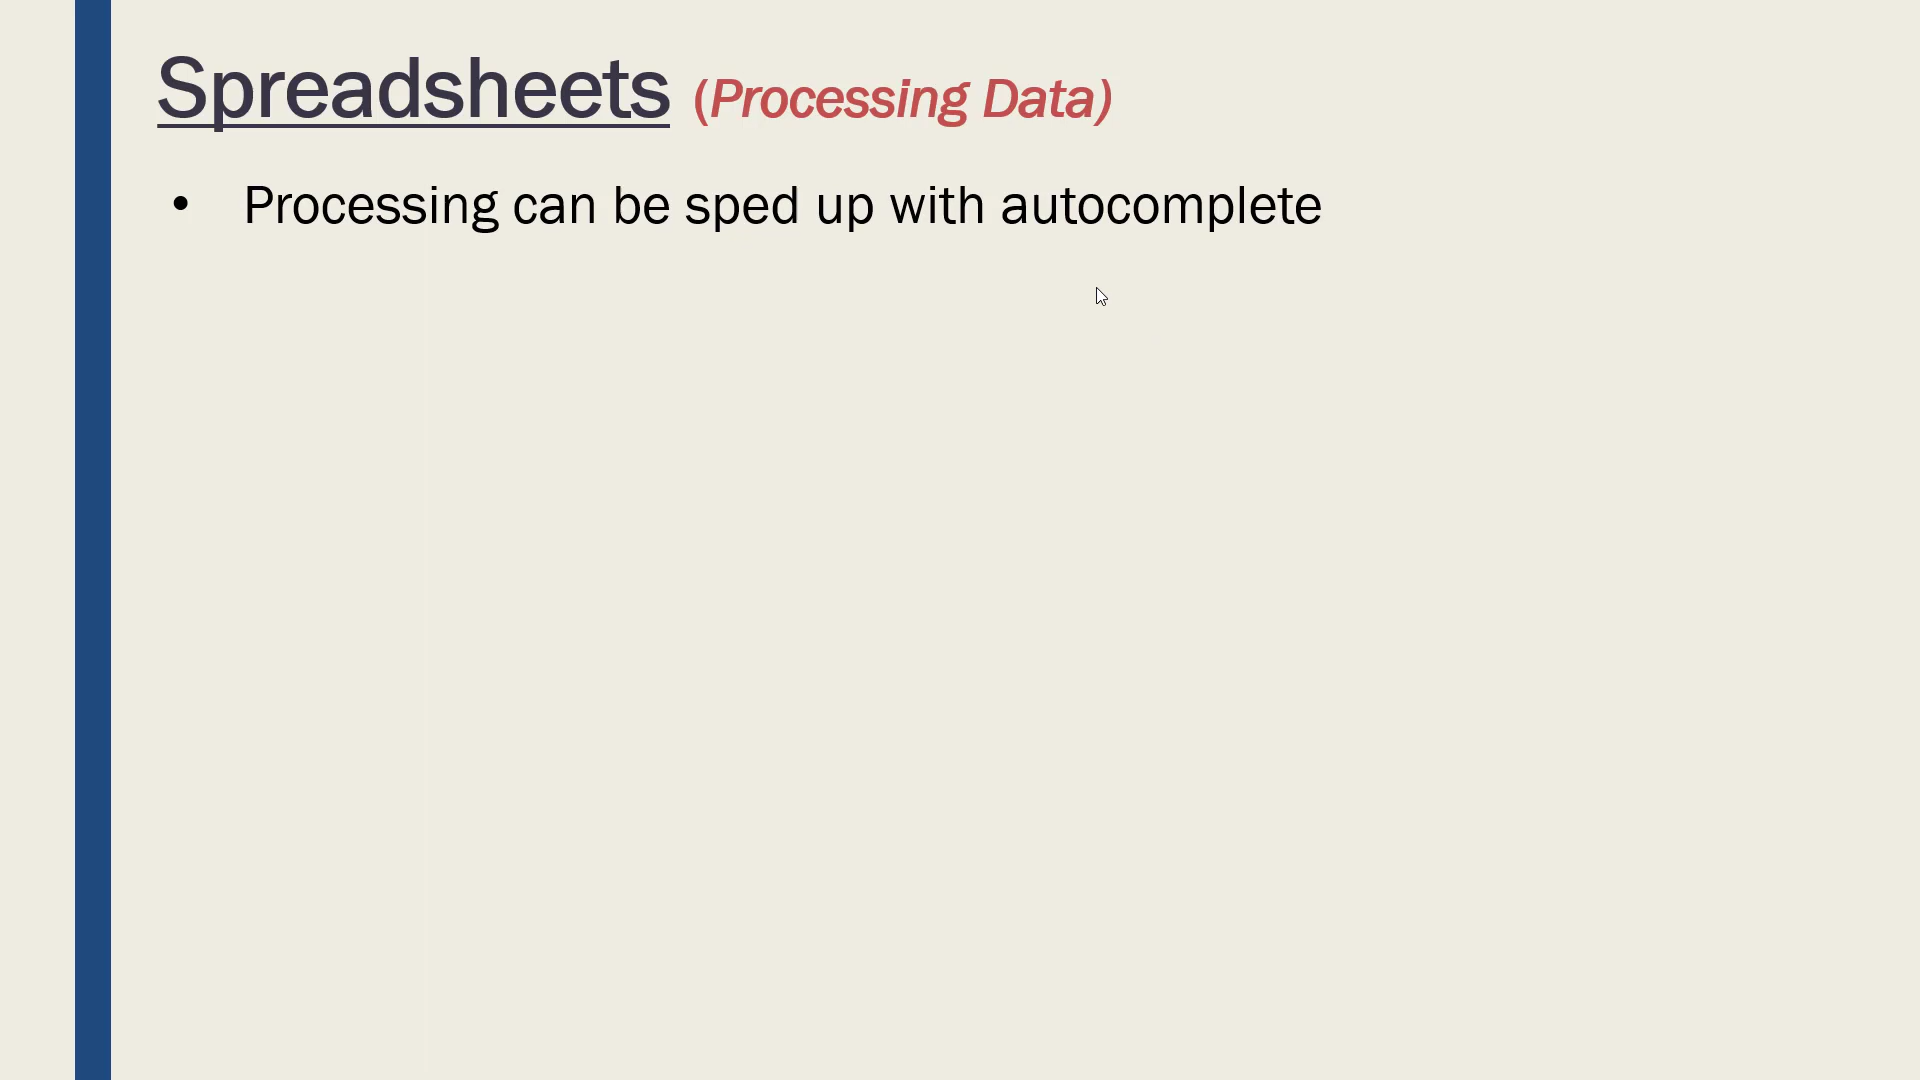 Spreadsheets (Processing Data)
• Processing can be sped up with autocomplete